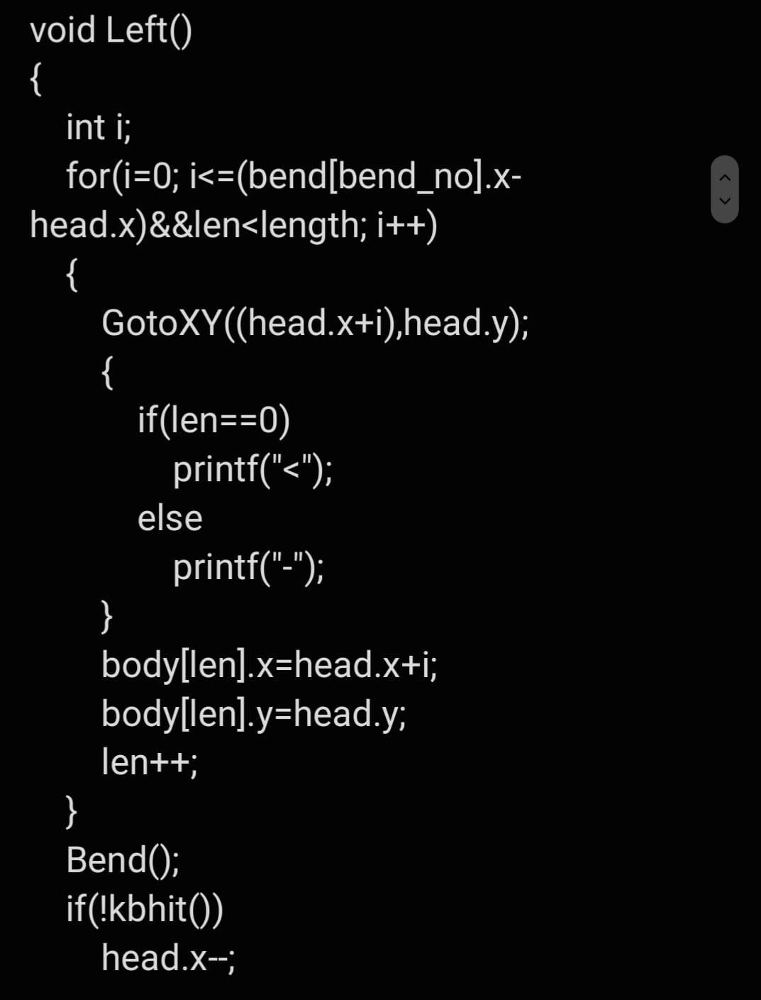 void Left()
{
    int i;
    for(i=0; i<=(bend[bend_no].x-
head.x)&&len<length; i++)
    {
        GotoXY((head.x+i),head.y);
        {
            if(len==0)
                printf("<");
            else
                printf("-");
        }
        body[len].x=head.x+i;
        body[len].y=head.y;
        len++;
    }
    Bend();
    if(!kbhit())
        head.x--;